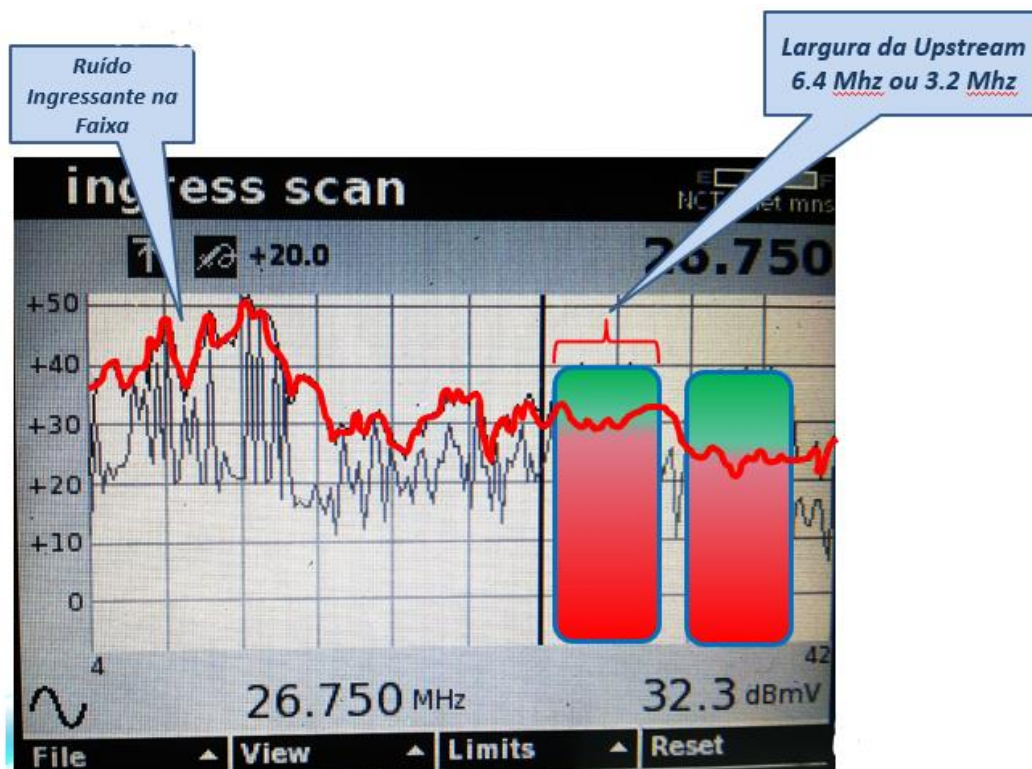 Ruído
Ingressante na
Faixa
Largura da Upstream
6.4 Mhz ou 3.2 Mhz
ingress scan
+20.0
26.750
+50
+40
+30
+20
+10
0
4
42
26.750 MHz
32.3 dBmV
File
View
Limits
Reset